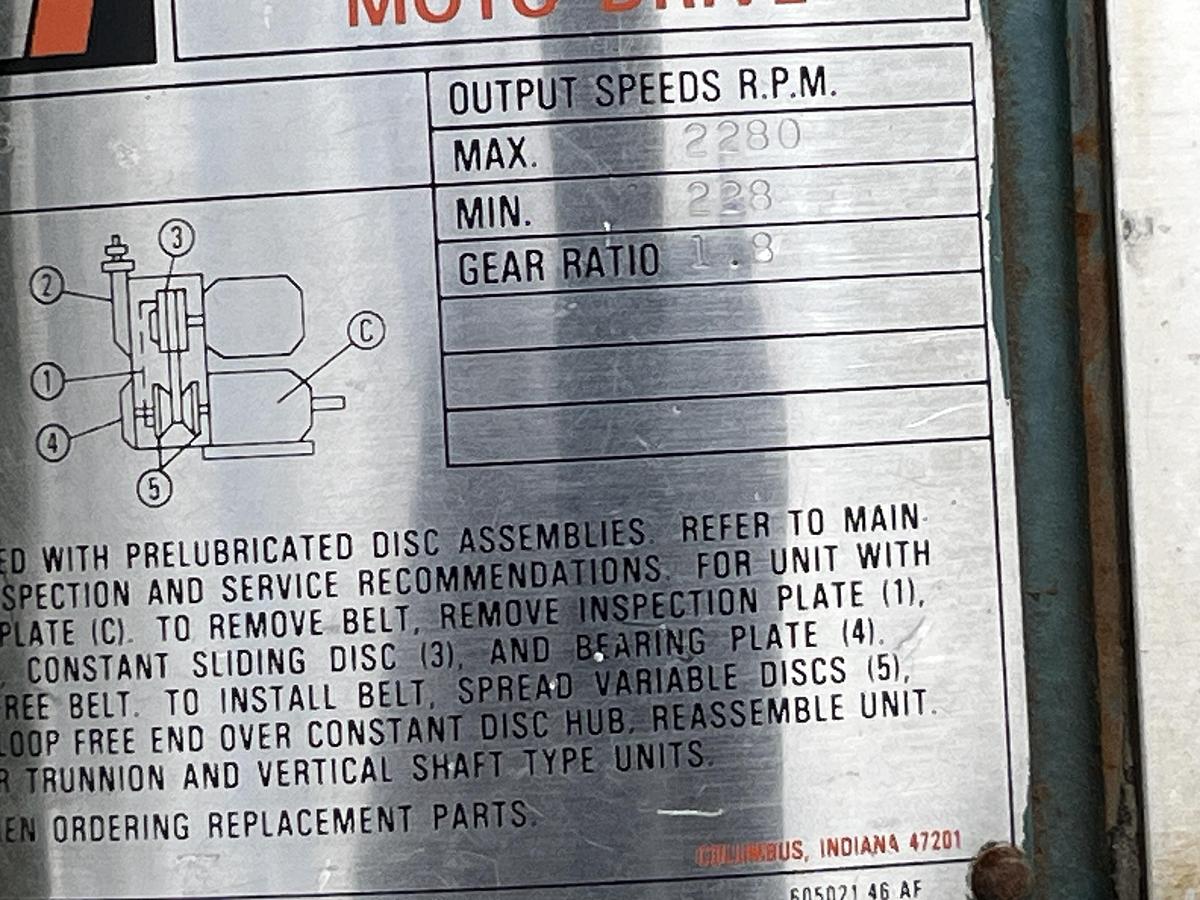 MOTO DRIVE
OUTPUT SPEEDS R.P.M.
MAX. 2280
MIN. 228
GEAR RATIO 1.8
3
2
C
1
4
5
ED WITH PRELUBRICATED DISC ASSEMBLIES. REFER TO MAIN-
SPECTION AND SERVICE RECOMMENDATIONS. FOR UNIT WITH
PLATE (C). TO REMOVE BELT, REMOVE INSPECTION PLATE (1),
, CONSTANT SLIDING DISC (3), AND BEARING PLATE (4).
REE BELT. TO INSTALL BELT, SPREAD VARIABLE DISCS (5),
LOOP FREE END OVER CONSTANT DISC HUB. REASSEMBLE UNIT.
R TRUNNION AND VERTICAL SHAFT TYPE UNITS.
EN ORDERING REPLACEMENT PARTS.
COLUMBUS, INDIANA 47201
605021 46 AF